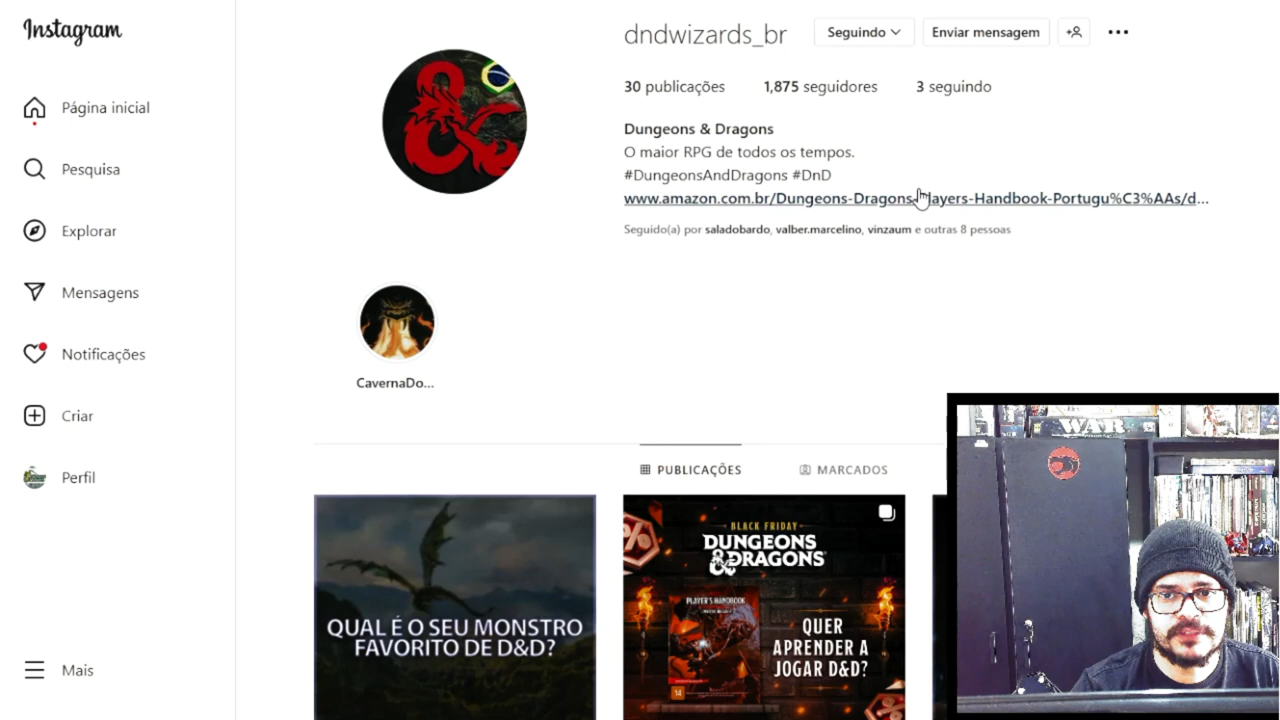 Instagram
Página inicial
Pesquisa
Explorar
Mensagens
Notificações
Criar
Perfil
Mais
dndwizards_br
Seguindo
Enviar mensagem
30 publicações 1,875 seguidores 3 seguindo
Dungeons & Dragons
O maior RPG de todos os tempos.
#DungeonsAndDragons #DnD
www.amazon.com.br/Dungeons-Dragons-Players-Handbook-Portugu%C3%AAs/d...
Seguido(a) por saladobardo, valber.marcelino, vinzaum e outras 8 pessoas
CavernaDo...
PUBLICAÇÕES
MARCADOS
QUAL É O SEU MONSTRO
FAVORITO DE D&D?
BLACK FRIDAY
DUNGEONS
&DRAGONS
PLAYER'S HANDBOOK
14
QUER
APRENDER A
JOGAR D&D?
%
WAR